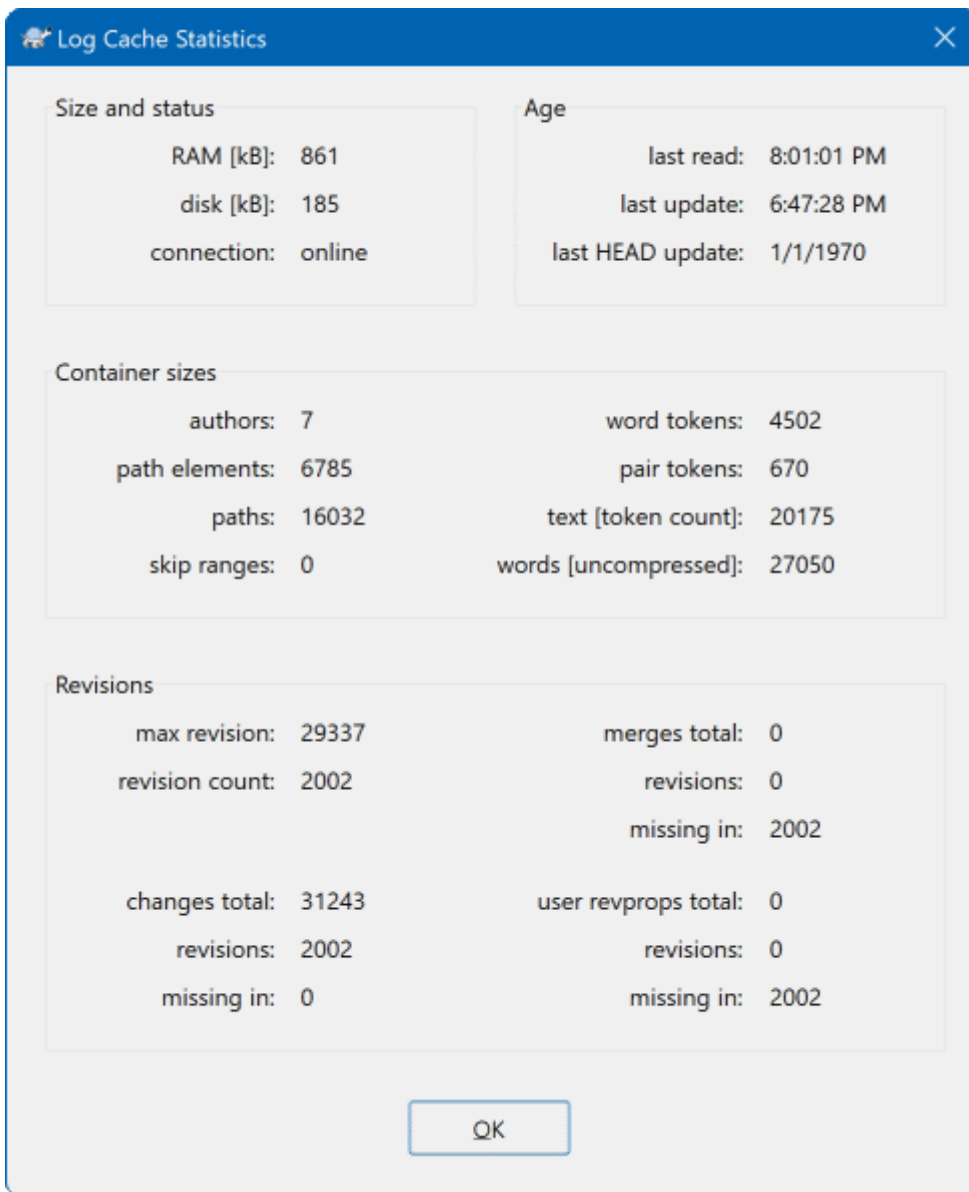 Log Cache Statistics
Size and status
RAM [kB]: 861
disk [kB]: 185
connection: online
Age
last read: 8:01:01 PM
last update: 6:47:28 PM
last HEAD update: 1/1/1970
Container sizes
authors: 7
path elements: 6785
paths: 16032
skip ranges: 0
word tokens: 4502
pair tokens: 670
text [token count]: 20175
words [uncompressed]: 27050
Revisions
max revision: 29337
revision count: 2002
merges total: 0
revisions: 0
missing in: 2002
changes total: 31243
revisions: 2002
missing in: 0
user revprops total: 0
revisions: 0
missing in: 2002
OK